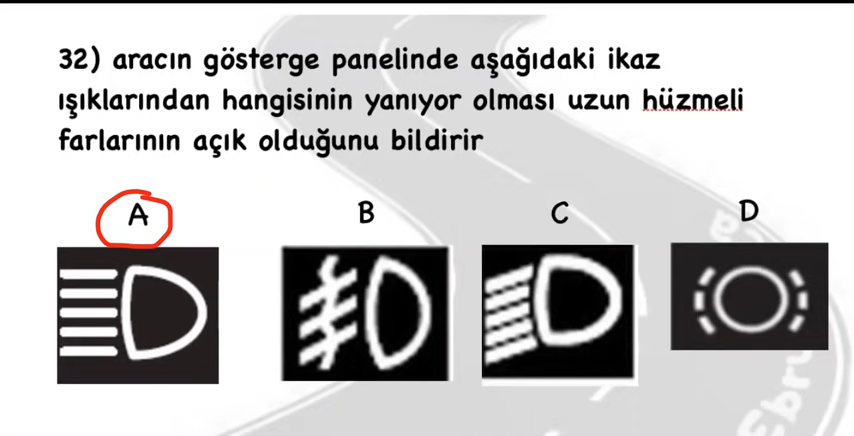 32) aracın gösterge panelinde aşağıdaki ikaz
ışıklarından hangisinin yanıyor olması uzun hüzmeli
farlarının açık olduğunu bildirir
A B C D